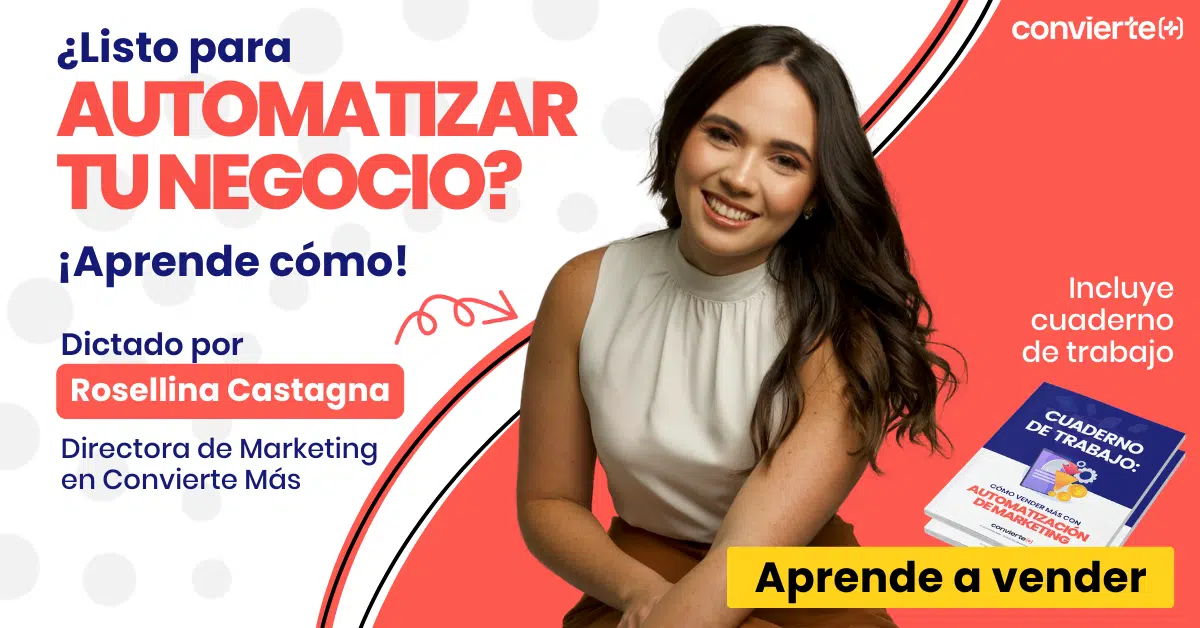 ¿Listo para
AUTOMATIZAR
TU NEGOCIO?
¡Aprende cómo!
Dictado por
Rosellina Castagna
Directora de Marketing
en Convierte Más
convierte(+)
Incluye
cuaderno
de trabajo
CUADERNO
DE TRABAJO:
CÓMO VENDER MÁS CON
AUTOMATIZACIÓN
DE MARKETING
convierte(+)
Aprende a vender